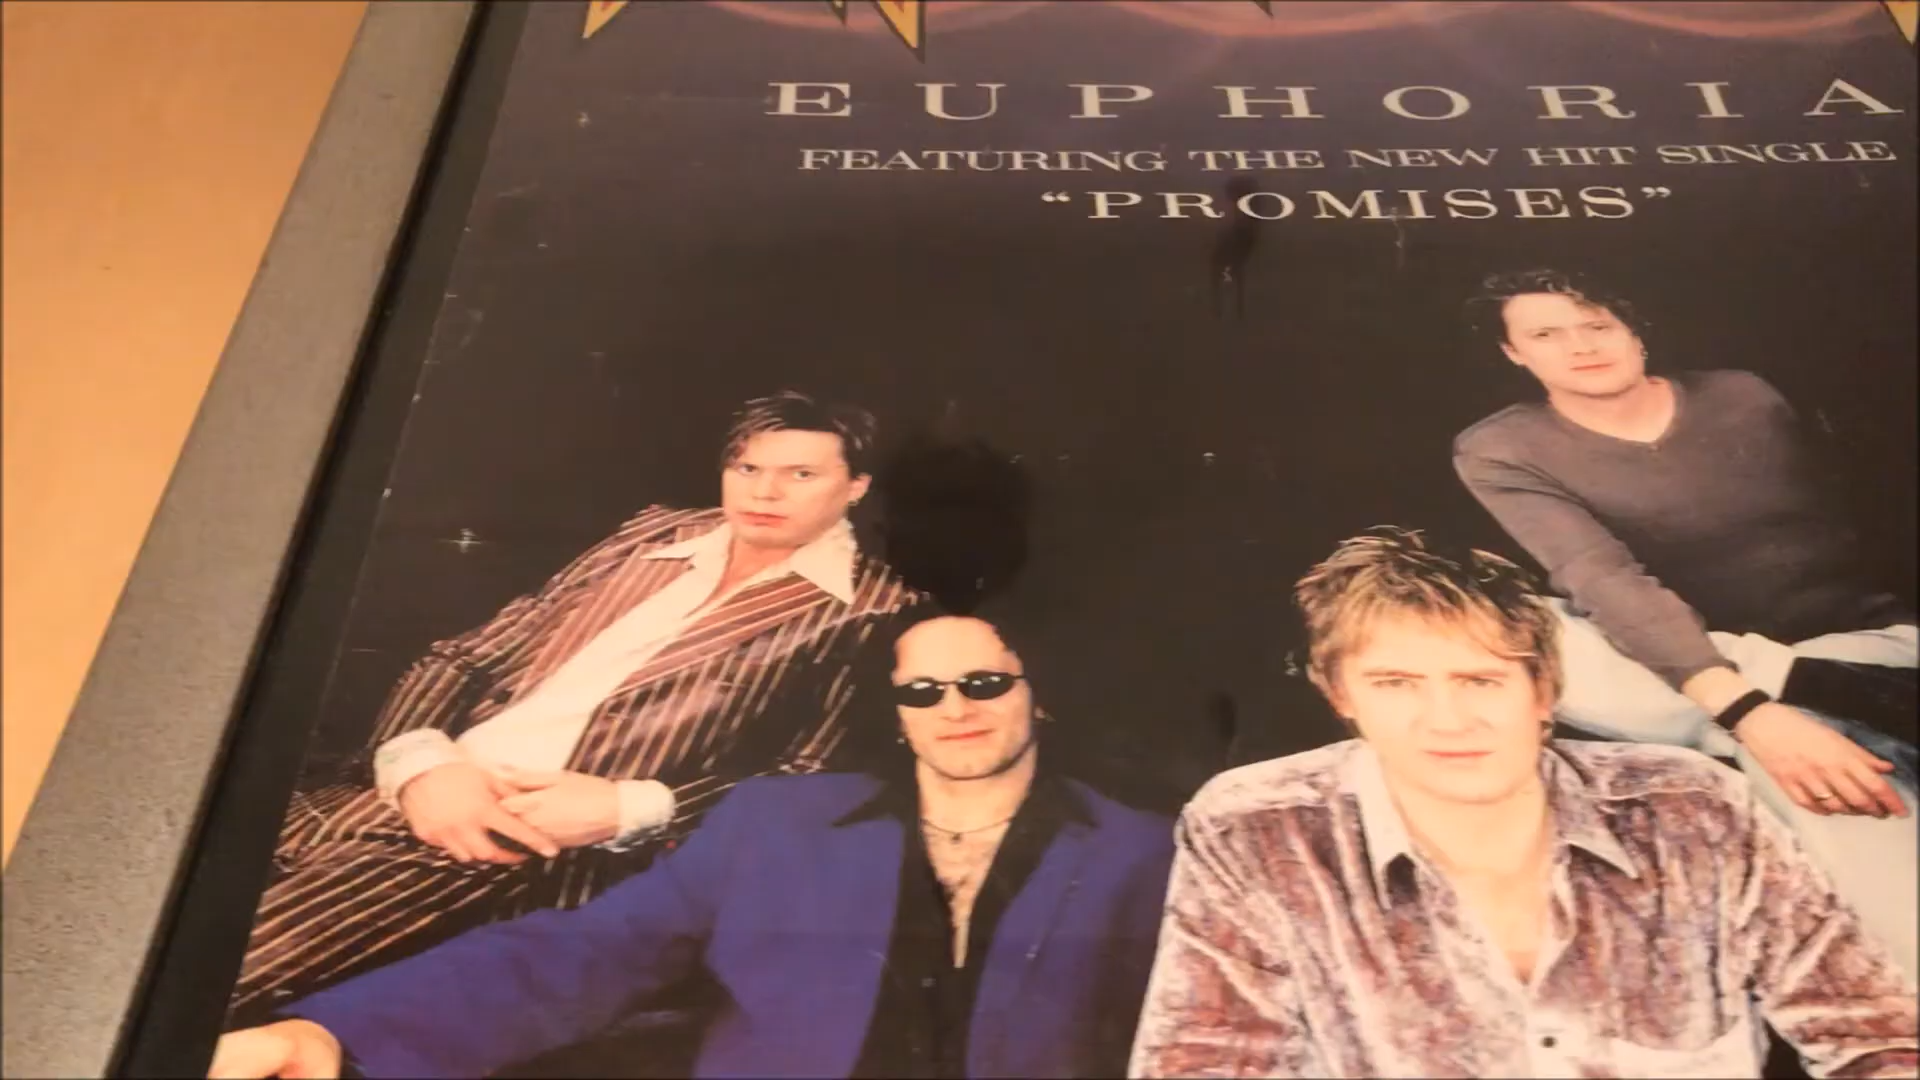 EUPHORIA
FEATURING THE NEW HIT SINGLE
“PROMISES”